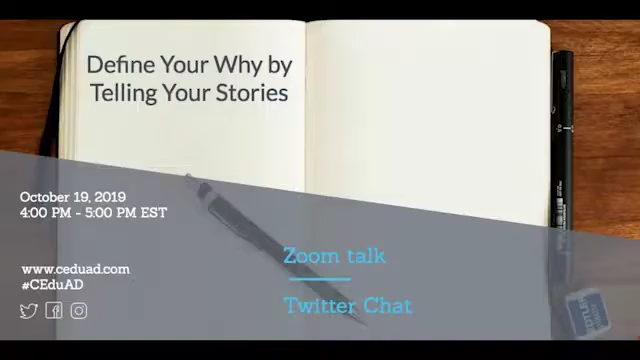 Define Your Why by
Telling Your Stories
October 19, 2019
4:00 PM - 5:00 PM EST
www.ceduad.com
#CEduAD
Zoom talk
Twitter Chat